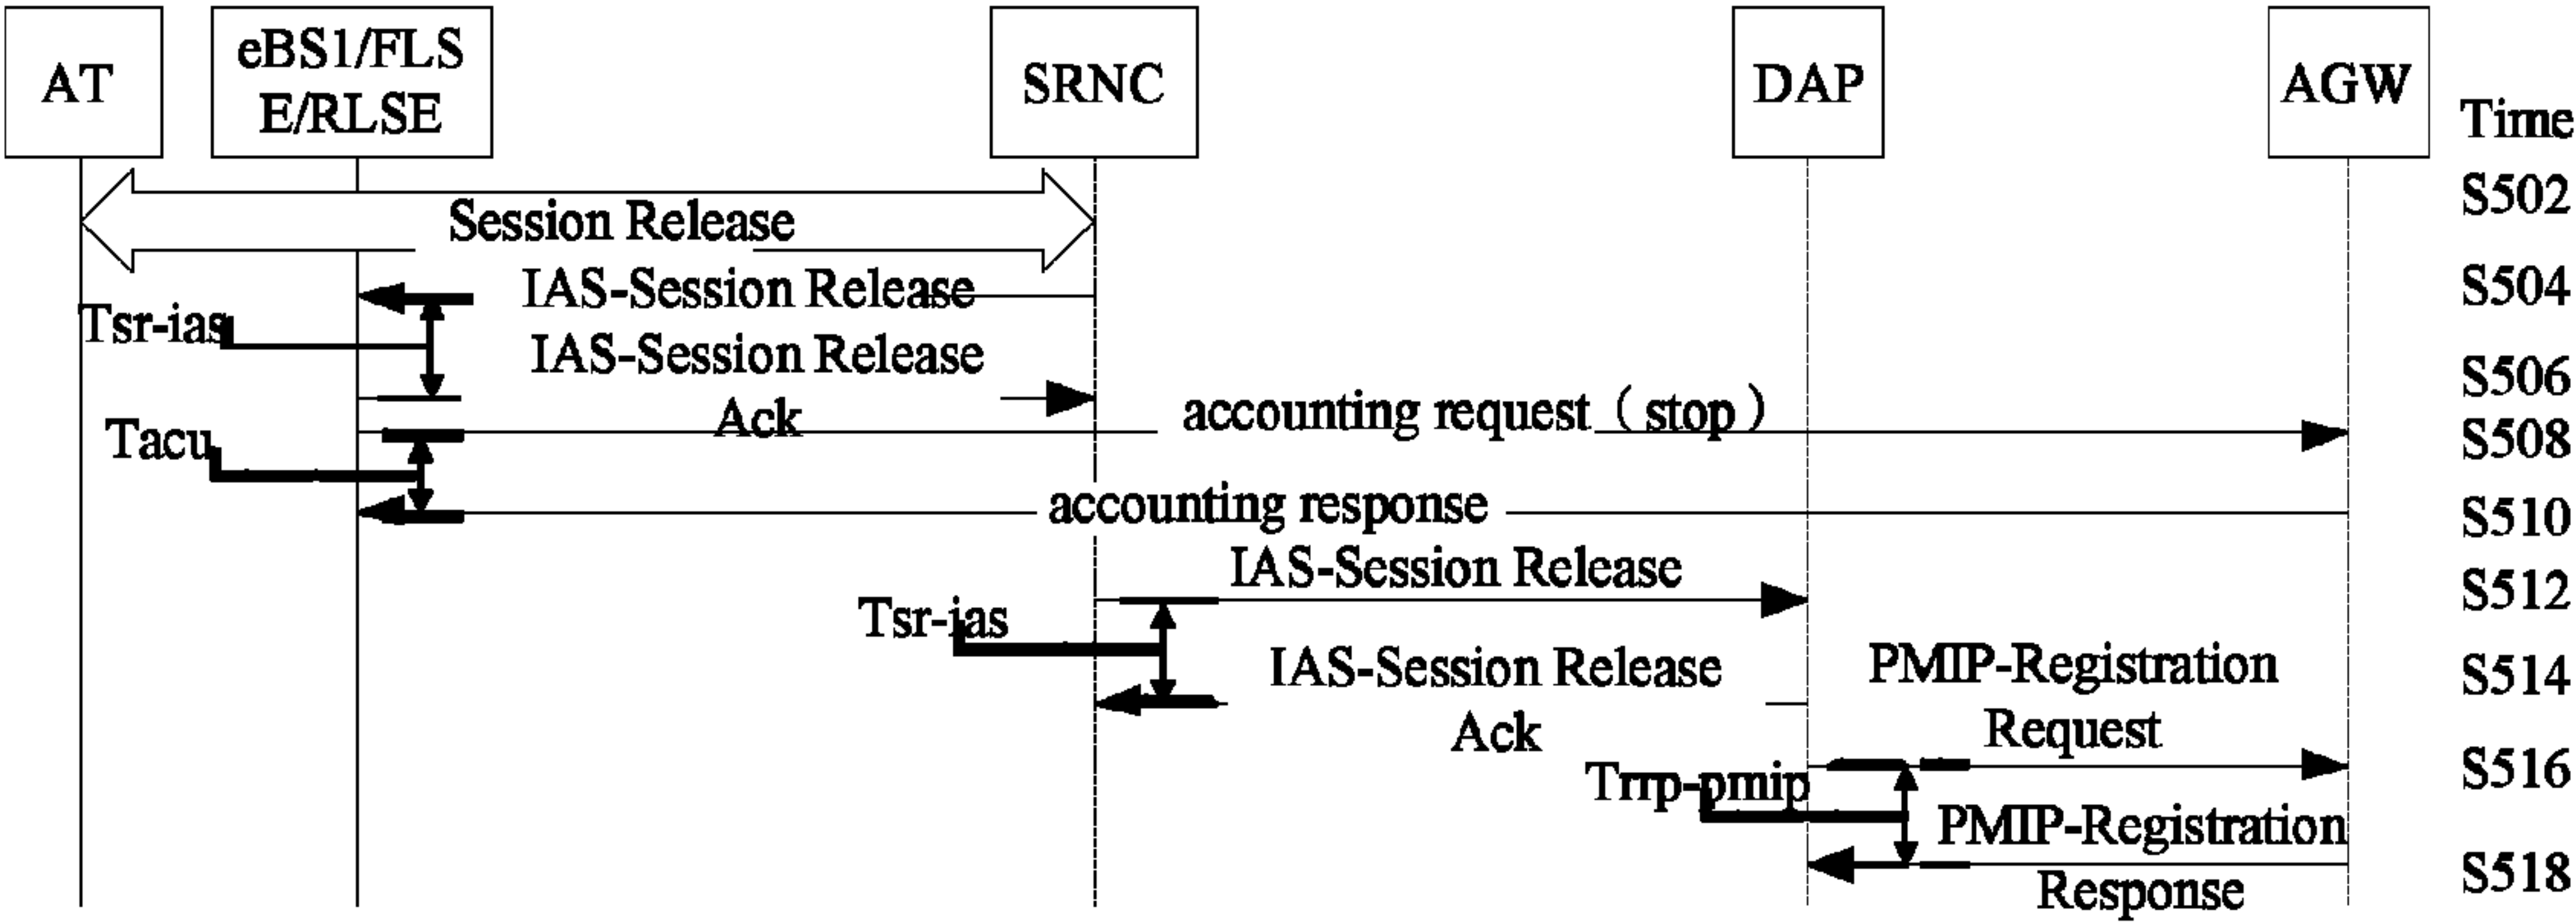 AT
eBS1/FLS
E/RLSE
SRNC
DAP
AGW
Time
Session Release
S502
IAS-Session Release
S504
Tsr-ias
IAS-Session Release
Ack
S506
accounting request ( stop )
Tacu
S508
accounting response
S510
IAS-Session Release
S512
Tsr-ias
IAS-Session Release
Ack
S514
PMIP-Registration
Request
S516
Trrp-pmip
PMIP-Registration
Response
S518